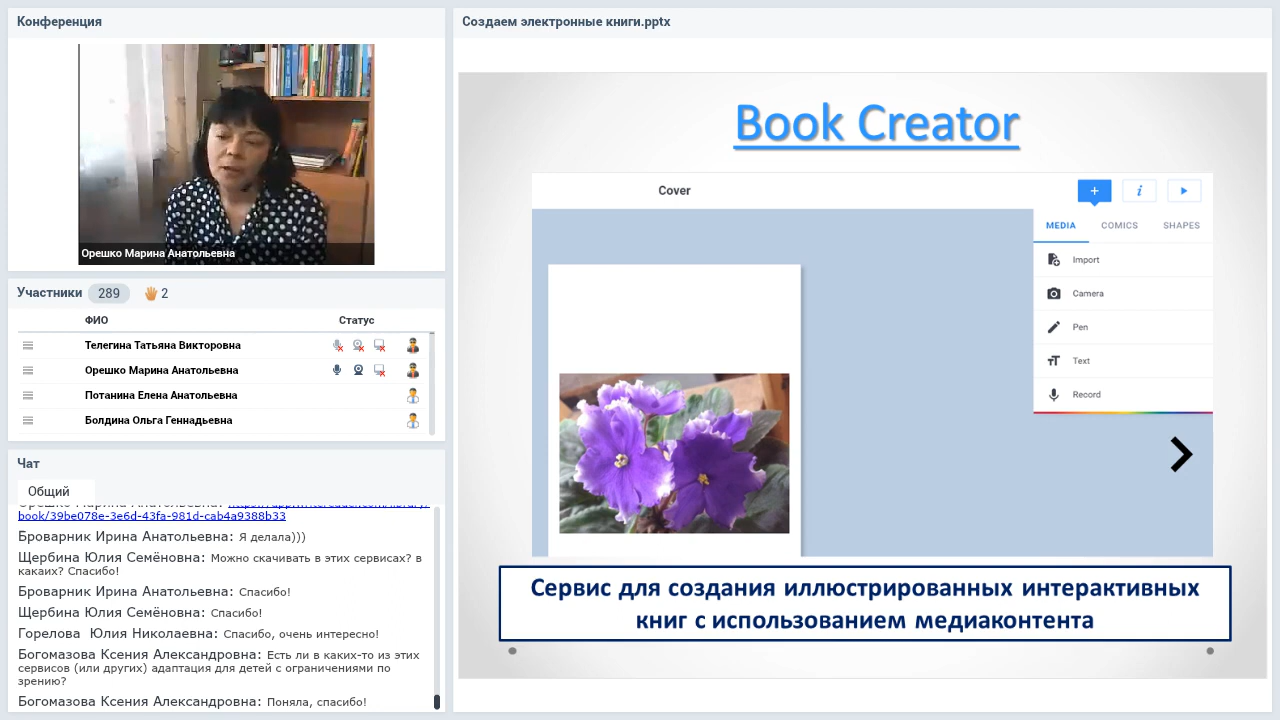 Конференция
Орешко Марина Анатольевна
Участники 289 2
ФИО Статус
Телегина Татьяна Викторовна
Орешко Марина Анатольевна
Потанина Елена Анатольевна
Болдина Ольга Геннадьевна
Чат
Общий
Орешко Марина Анатольевна:
book/39be078e-3e6d-43fa-981d-cab4a9388b33
Броварник Ирина Анатольевна: Я делала)))
Щербина Юлия Семёновна: Можно скачивать в этих сервисах? в
какаих? Спасибо!
Броварник Ирина Анатольевна: Спасибо!
Щербина Юлия Семёновна: Спасибо!
Горелова  Юлия Николаевна: Спасибо, очень интересно!
Богомазова Ксения Александровна: Есть ли в каких-то из этих
сервисов (или других) адаптация для детей с ограничениями по
зрению?
Богомазова Ксения Александровна: Поняла, спасибо!
Создаем электронные книги.pptx
Book Creator
Cover
MEDIA COMICS SHAPES
Import
Camera
Pen
Text
Record
Сервис для создания иллюстрированных интерактивных
книг с использованием медиаконтента